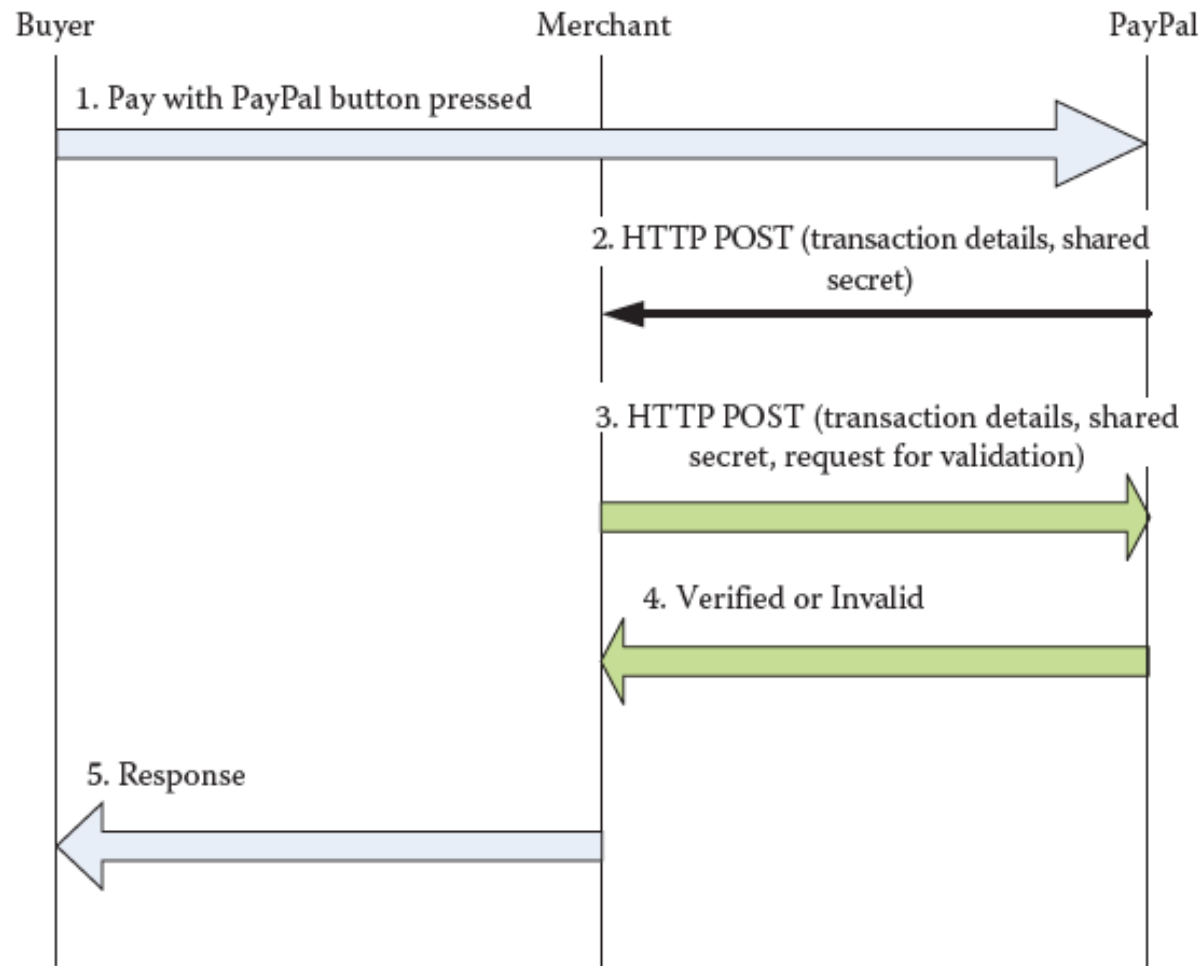 Buyer Merchant PayPal
1. Pay with PayPal button pressed
2. HTTP POST (transaction details, shared
secret)
3. HTTP POST (transaction details, shared
secret, request for validation)
4. Verified or Invalid
5. Response